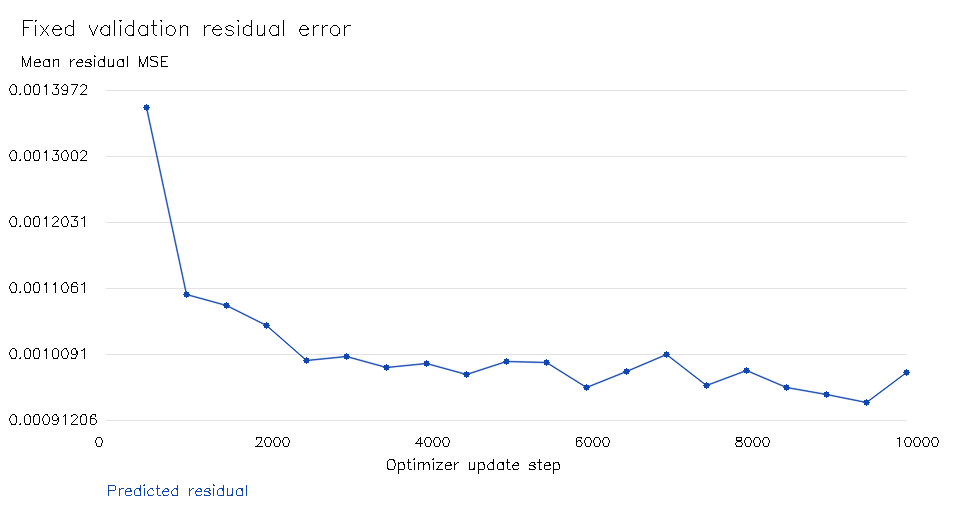 Fixed validation residual error
Mean residual MSE
0.0013972
0.0013002
0.0012031
0.0011061
0.0010091
0.00091206
0 2000 4000 6000 8000 10000
Optimizer update step
Predicted residual